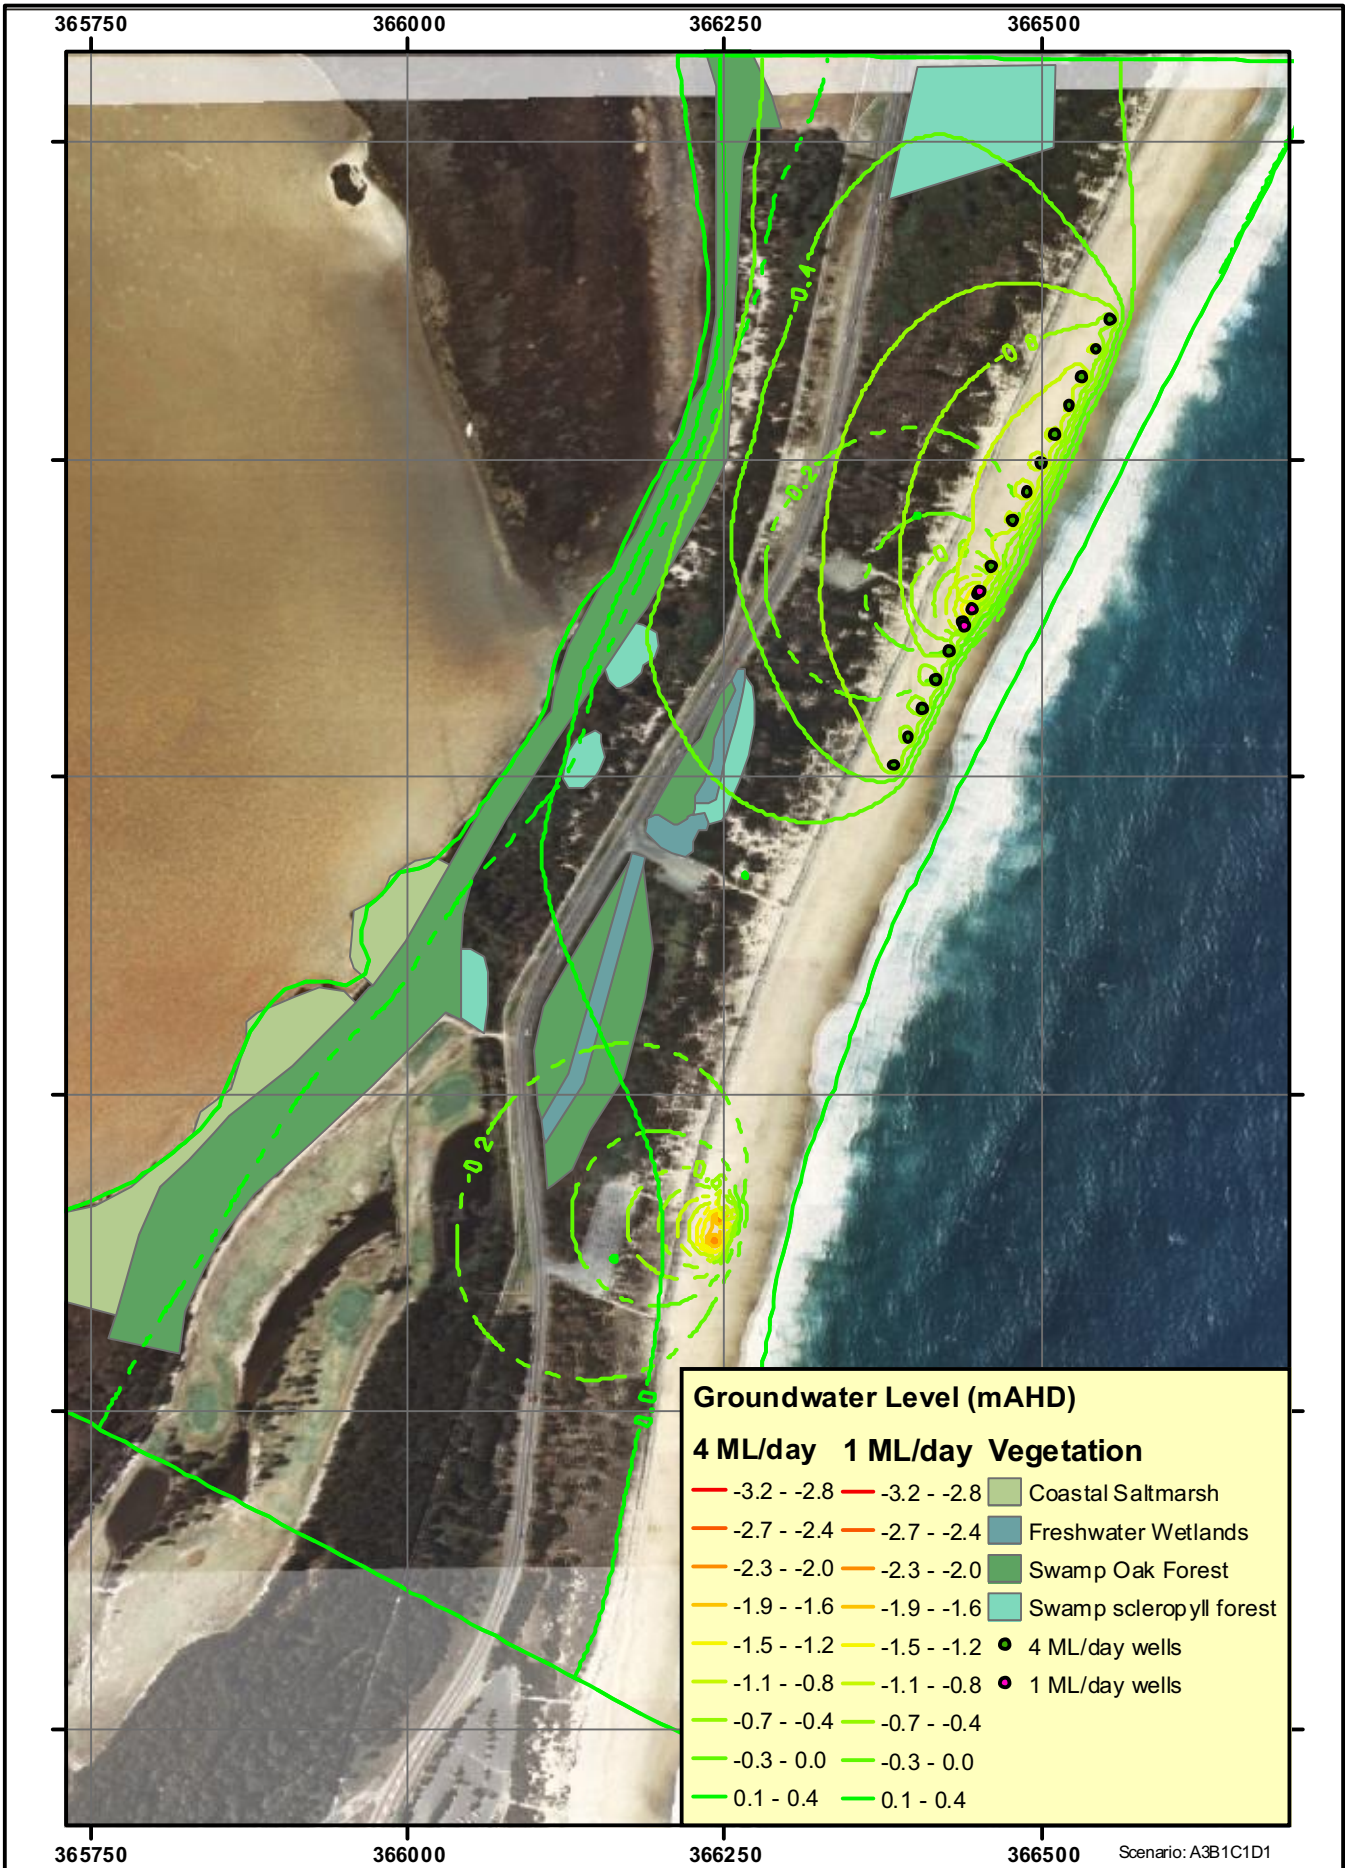 365750 366000 366250 366500
-0.4
-0.8
-0.2
-0.2
0.0
Groundwater Level (mAHD)
4 ML/day 1 ML/day Vegetation
-3.2 - -2.8 -3.2 - -2.8 Coastal Saltmarsh
-2.7 - -2.4 -2.7 - -2.4 Freshwater Wetlands
-2.3 - -2.0 -2.3 - -2.0 Swamp Oak Forest
-1.9 - -1.6 -1.9 - -1.6 Swamp scleropyll forest
-1.5 - -1.2 -1.5 - -1.2 4 ML/day wells
-1.1 - -0.8 -1.1 - -0.8 1 ML/day wells
-0.7 - -0.4 -0.7 - -0.4
-0.3 - 0.0 -0.3 - 0.0
0.1 - 0.4 0.1 - 0.4
365750 366000 366250 366500
Scenario: A3B1C1D1